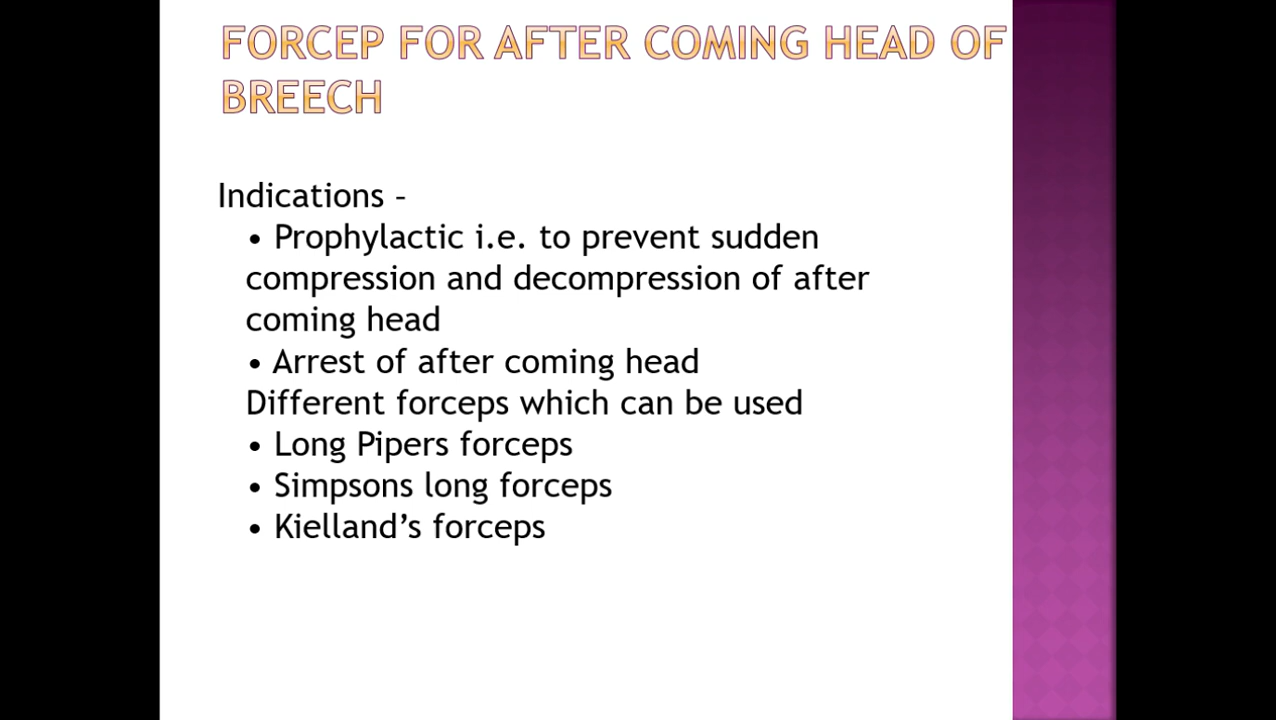 FORCEP FOR AFTER COMING HEAD OF
BREECH
Indications –
• Prophylactic i.e. to prevent sudden
compression and decompression of after
coming head
• Arrest of after coming head
Different forceps which can be used
• Long Pipers forceps
• Simpsons long forceps
• Kielland’s forceps